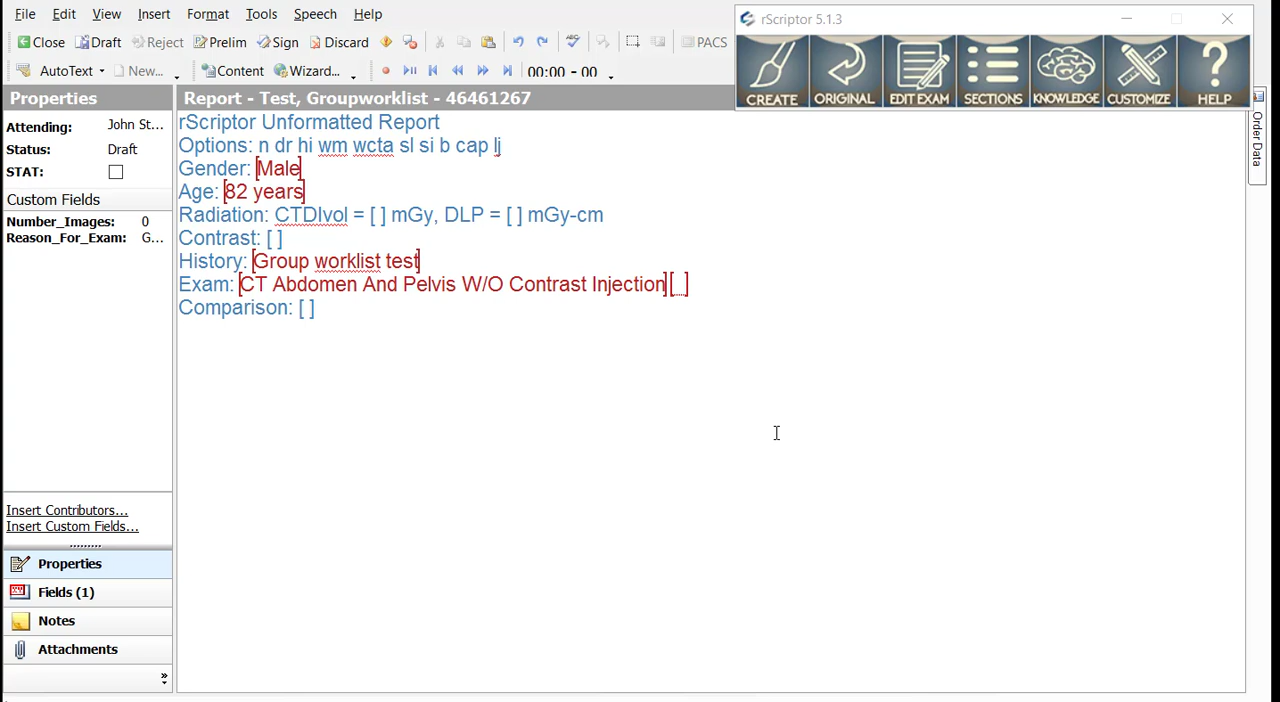 File Edit View Insert Format Tools Speech Help
rScriptor 5.1.3
Close Draft Reject Prelim Sign Discard PACS
AutoText New... Content Wizard... 00:00 - 00
CREATE ORIGINAL EDIT EXAM SECTIONS KNOWLEDGE CUSTOMIZE HELP
Properties
Report - Test, Groupworklist - 46461267
Attending: John St...
Status: Draft
STAT:
Custom Fields
Number_Images: 0
Reason_For_Exam: G...
rScriptor Unformatted Report
Options: n dr hi wm wcta sl si b cap lj
Gender: [Male]
Age: [82 years]
Radiation: CTDIvol = [ ] mGy, DLP = [ ] mGy-cm
Contrast: [ ]
History: [Group worklist test]
Exam: [CT Abdomen And Pelvis W/O Contrast Injection] [ ]
Comparison: [ ]
Order Data
Insert Contributors...
Insert Custom Fields...
Properties
Fields (1)
Notes
Attachments